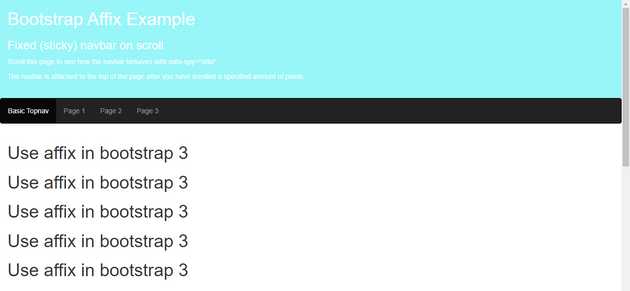 Bootstrap Affix Example
Fixed (sticky) navbar on scroll
Scroll this page to see how the navbar behaves with data-spy="affix".
The navbar is attached to the top of the page after you have scrolled a specified amount of pixels.
Basic Topnav Page 1 Page 2 Page 3
Use affix in bootstrap 3
Use affix in bootstrap 3
Use affix in bootstrap 3
Use affix in bootstrap 3
Use affix in bootstrap 3